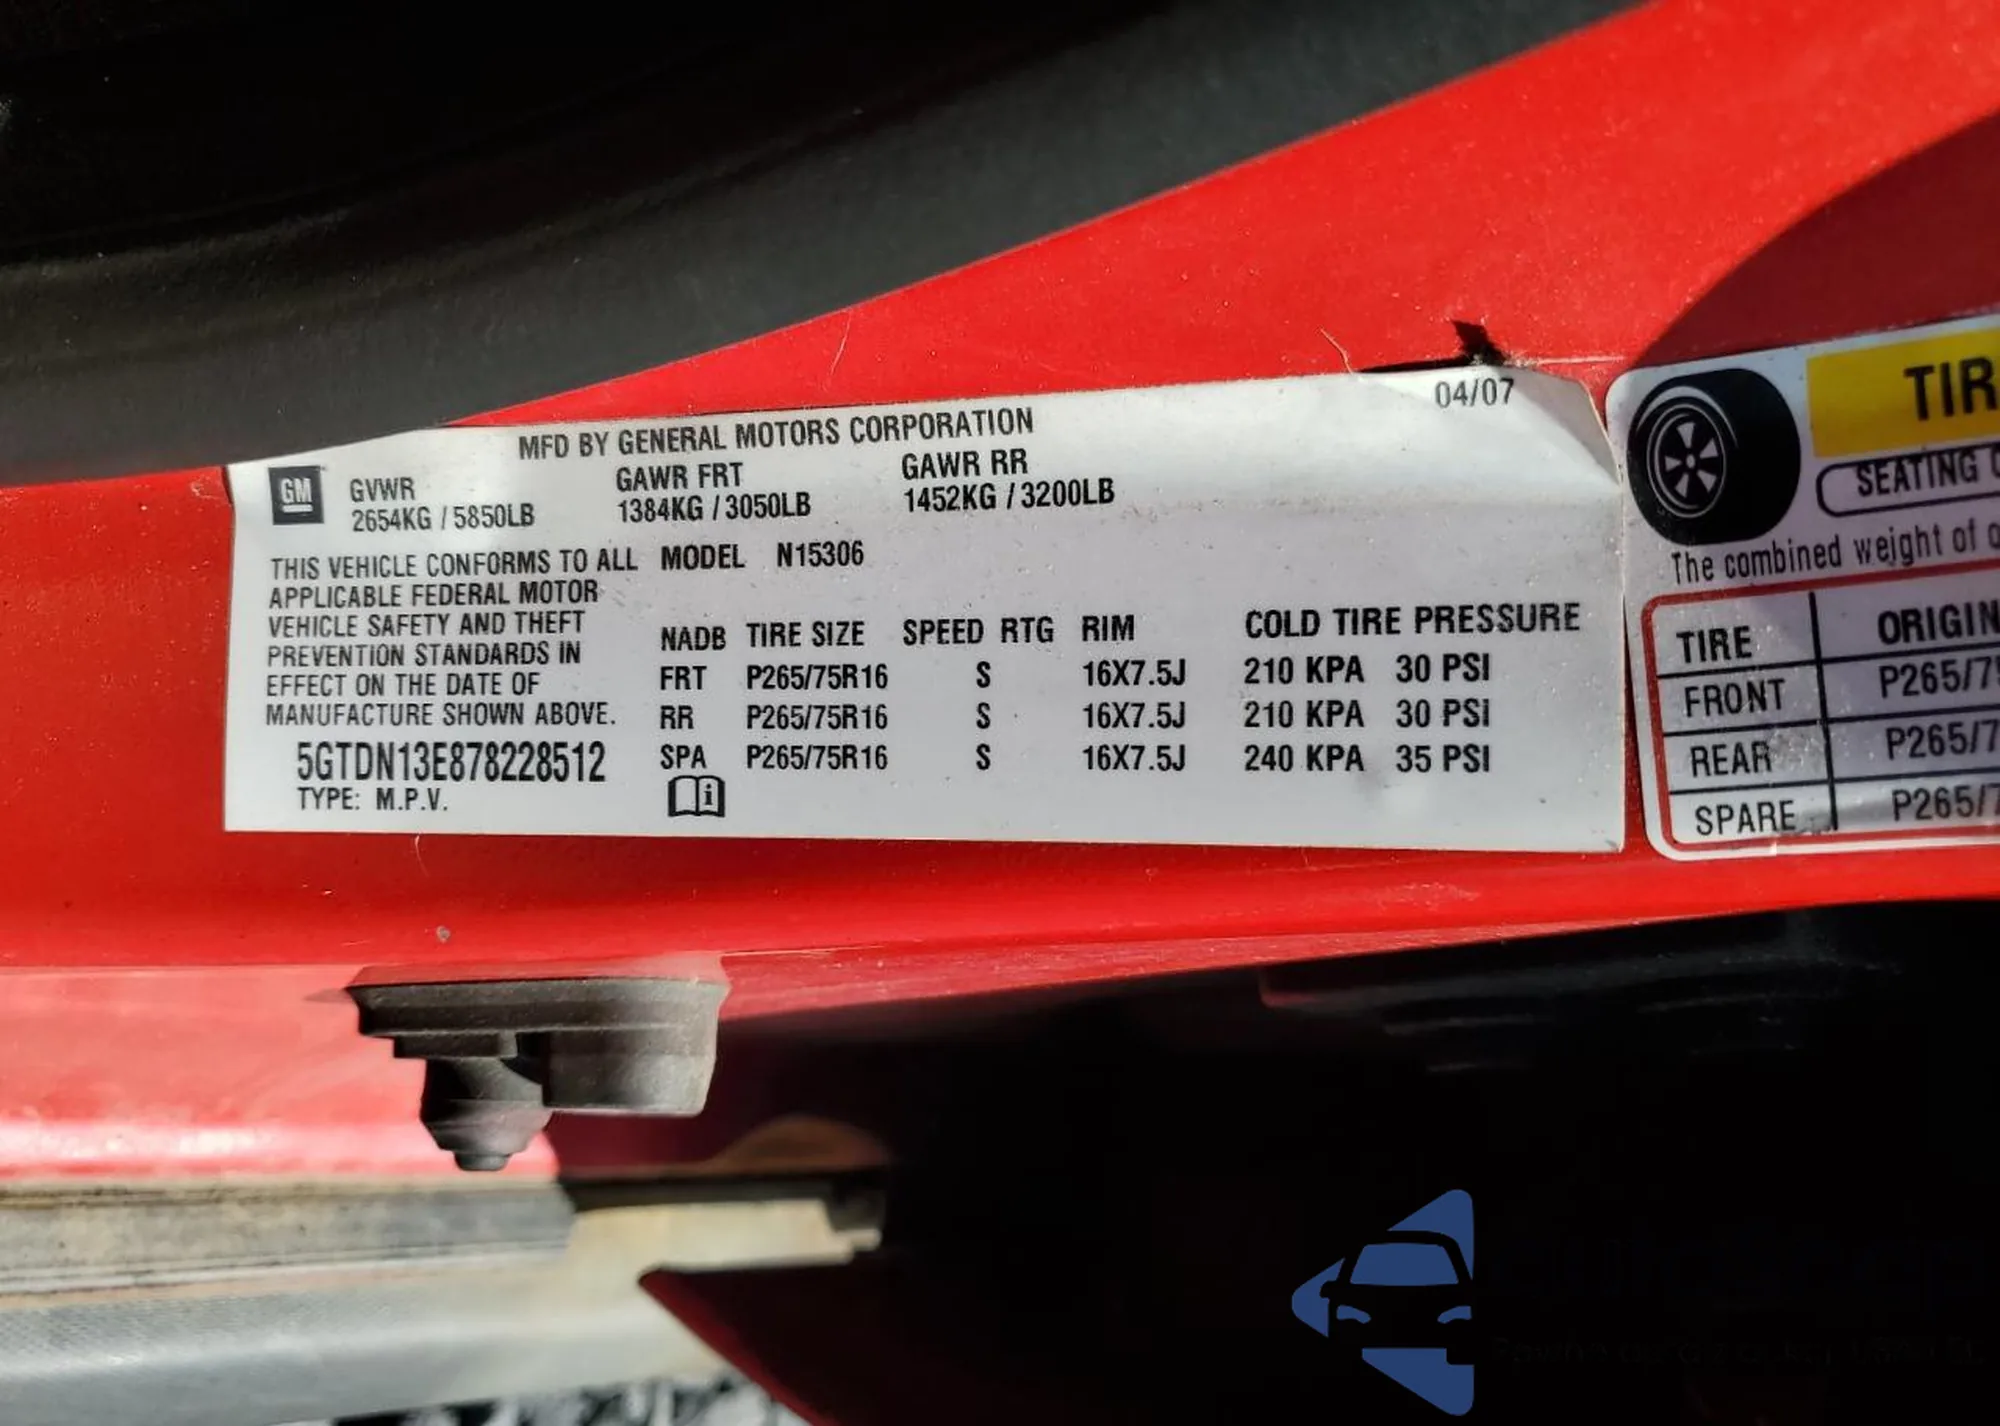 04/07
MFD BY GENERAL MOTORS CORPORATION
GM
GVWR GAWR FRT GAWR RR
2654KG / 5850LB 1384KG / 3050LB 1452KG / 3200LB
THIS VEHICLE CONFORMS TO ALL MODEL N15306
APPLICABLE FEDERAL MOTOR
VEHICLE SAFETY AND THEFT
PREVENTION STANDARDS IN
EFFECT ON THE DATE OF
MANUFACTURE SHOWN ABOVE.
5GTDN13E878228512
TYPE: M.P.V.
NADB TIRE SIZE SPEED RTG RIM COLD TIRE PRESSURE
FRT P265/75R16 S 16X7.5J 210 KPA 30 PSI
RR P265/75R16 S 16X7.5J 210 KPA 30 PSI
SPA P265/75R16 S 16X7.5J 240 KPA 35 PSI
TIR
SEATING
The combined weight of
TIRE ORIGIN
FRONT P265/75
REAR P265/7
SPARE P265/7